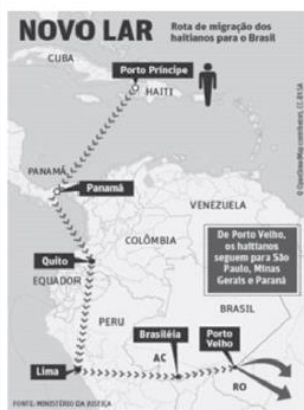 NOVO LAR
Rota de migração dos
haitianos para o Brasil
CUBA
Porto Príncipe
HAITI
PANAMÁ
Panamá
VENEZUELA
COLÔMBIA
De Porto Velho,
os haitianos
seguem para São
Paulo, Minas
Gerais e Paraná
Quito
EQUADOR
BRASIL
PERU
Brasiléia
Porto
Velho
AC
Lima
RO
FONTE: MINISTÉRIO DA JUSTIÇA